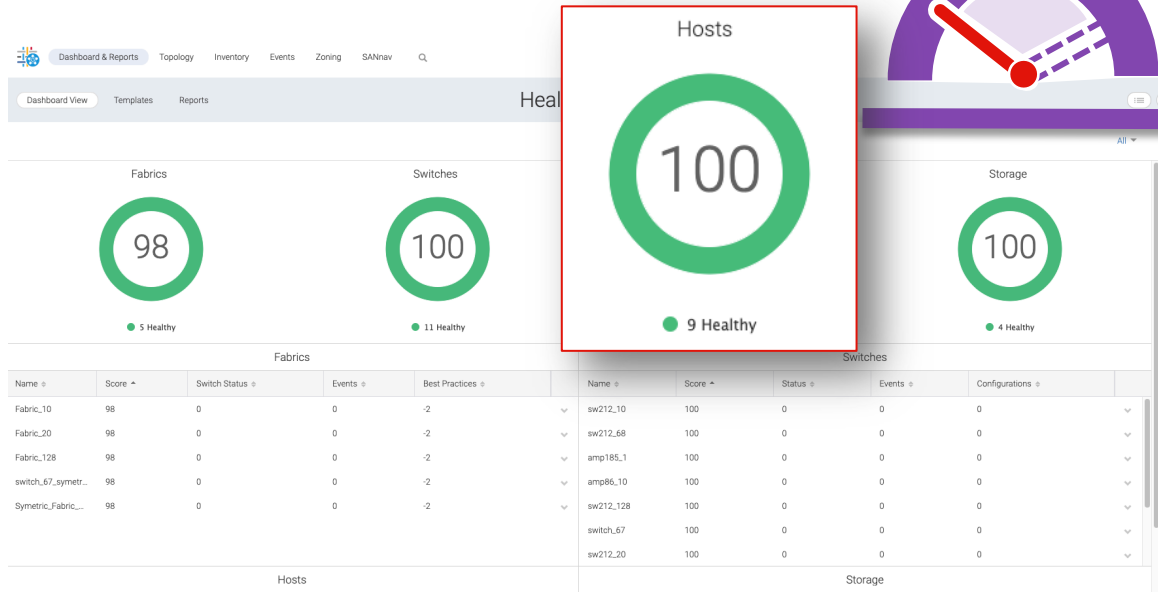 Hosts
100
9 Healthy
Dashboard & Reports Topology Inventory Events Zoning SANnav
Dashboard View Templates Reports
All
Fabrics
98
5 Healthy
Switches
100
11 Healthy
Storage
100
4 Healthy
Fabrics
Name Score Switch Status Events Best Practices
Fabric_10 98 0 0 -2
Fabric_20 98 0 0 -2
Fabric_128 98 0 0 -2
switch_67_symetr... 98 0 0 -2
Symetric_Fabric_... 98 0 0 -2
Switches
Name Score Status Events Configurations
sw212_10 100 0 0 0
sw212_68 100 0 0 0
amp185_1 100 0 0 0
amp86_10 100 0 0 0
sw212_128 100 0 0 0
switch_67 100 0 0 0
sw212_20 100 0 0 0
Hosts
Storage